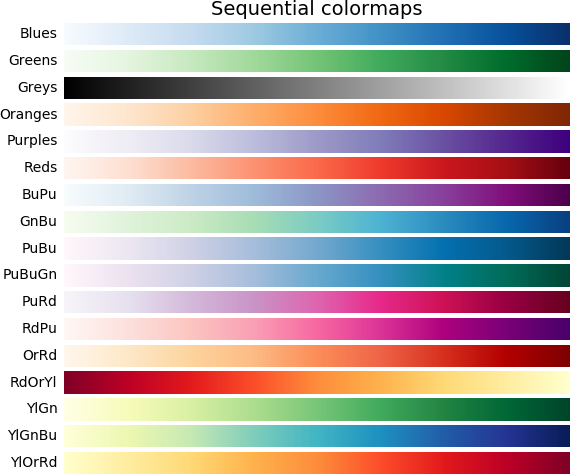 Sequential colormaps
Blues
Greens
Greys
Oranges
Purples
Reds
BuPu
GnBu
PuBu
PuBuGn
PuRd
RdPu
OrRd
RdOrYl
YlGn
YlGnBu
YlOrRd